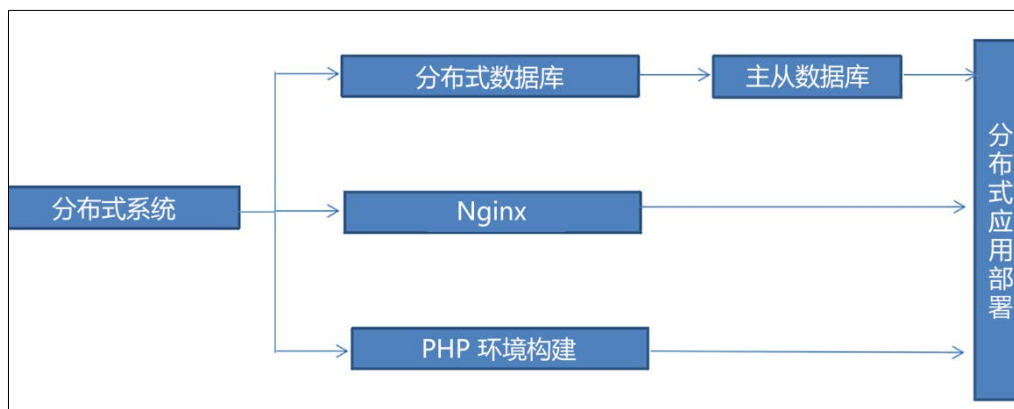 分布式数据库
主从数据库
分布式系统
Nginx
PHP 环境构建
分布式应用部署